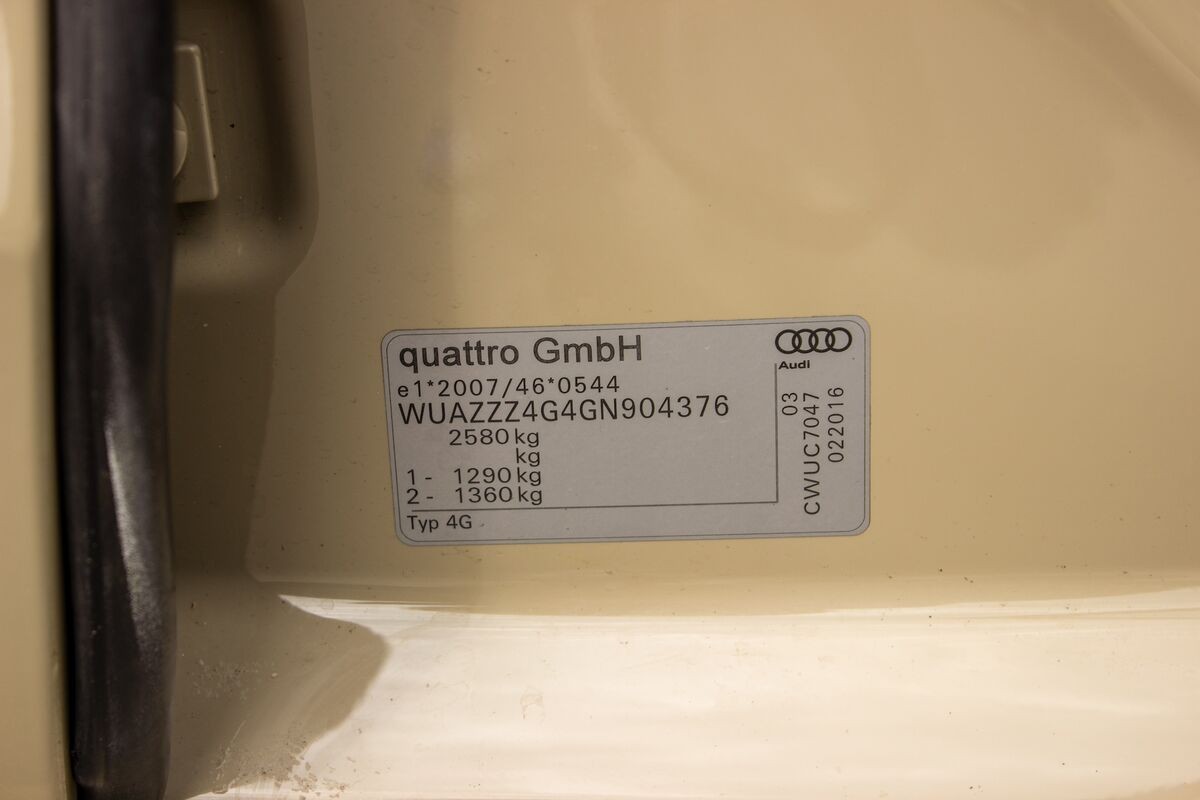 quattro GmbH
e1*2007/46*0544
WUAZZZ4G4GN904376
2580 kg
kg
1 - 1290 kg
2 - 1360 kg
Typ 4G
Audi
03
CWUC7047
022016